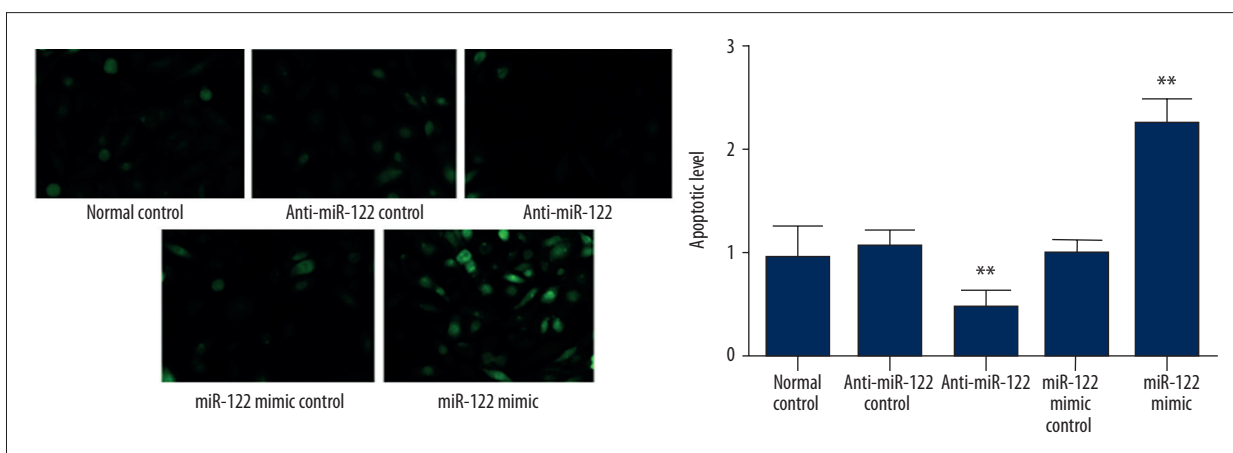 Normal control
Anti-miR-122 control
Anti-miR-122
miR-122 mimic control
miR-122 mimic
3
2
1
0
Apoptotic level
**
**
Normal
control
Anti-miR-122
control
Anti-miR-122
miR-122
mimic
control
miR-122
mimic